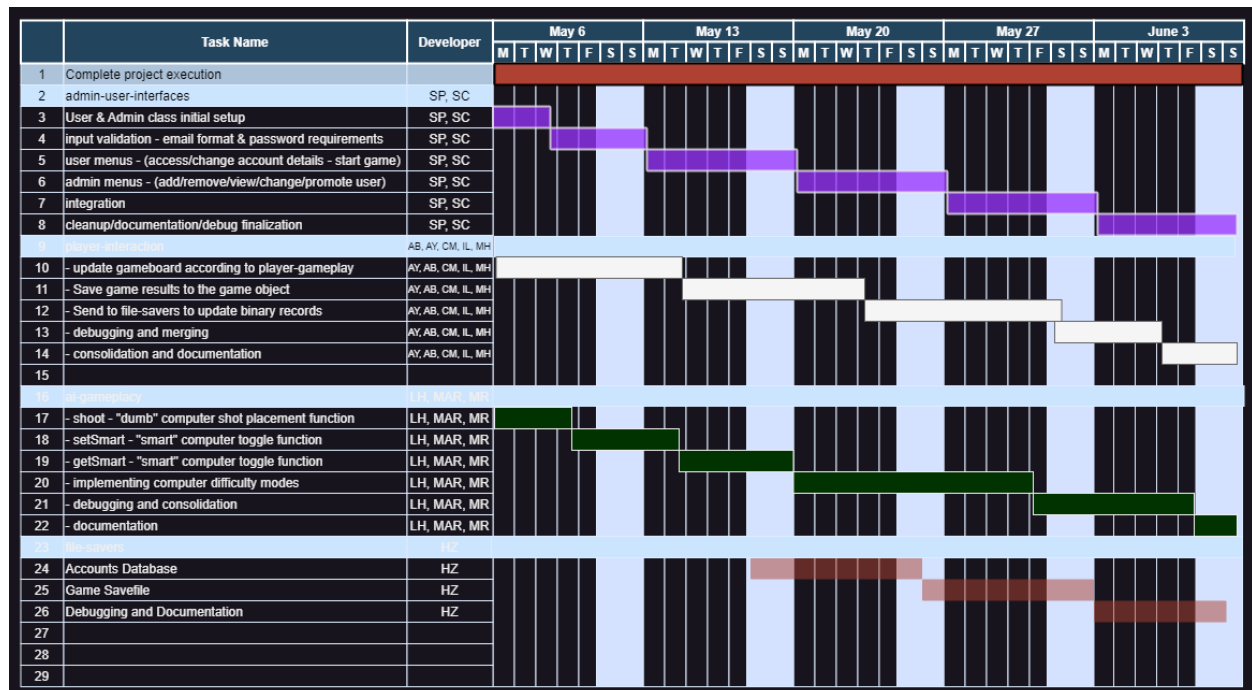 Task Name Developer May 6 May 13 May 20 May 27 June 3
M T W T F S S M T W T F S S M T W T F S S M T W T F S S M T W T F S S
1 Complete project execution
2 admin-user-interfaces SP, SC
3 User & Admin class initial setup SP, SC
4 input validation - email format & password requirements SP, SC
5 user menus - (access/change account details - start game) SP, SC
6 admin menus - (add/remove/view/change/promote user) SP, SC
7 integration SP, SC
8 cleanup/documentation/debug finalization SP, SC
9 player-interaction AB, AY, CM, IL, MH
10 - update gameboard according to player-gameplay AY, AB, CM, IL, MH
11 - Save game results to the game object AY, AB, CM, IL, MH
12 - Send to file-savers to update binary records AY, AB, CM, IL, MH
13 - debugging and merging AY, AB, CM, IL, MH
14 - consolidation and documentation AY, AB, CM, IL, MH
15
16 LH, MAR, MR
17 - shoot - "dumb" computer shot placement function LH, MAR, MR
18 - setSmart - "smart" computer toggle function LH, MAR, MR
19 - getSmart - "smart" computer toggle function LH, MAR, MR
20 - implementing computer difficulty modes LH, MAR, MR
21 - debugging and consolidation LH, MAR, MR
22 - documentation LH, MAR, MR
23 file-savers HZ
24 Accounts Database HZ
25 Game Savefile HZ
26 Debugging and Documentation HZ
27
28
29